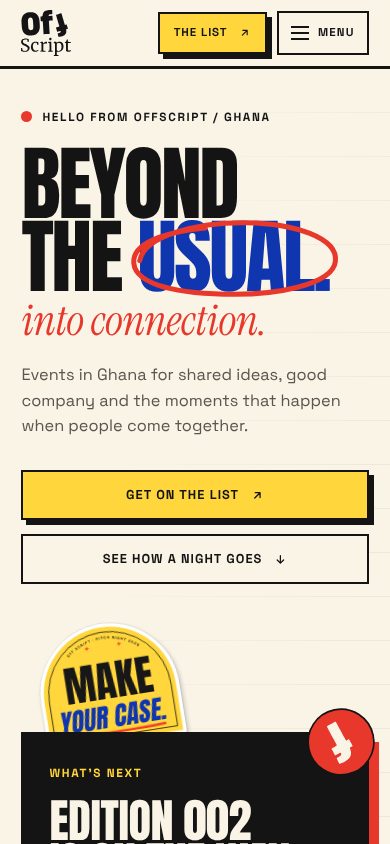 Off
Script
THE LIST ↗
MENU
HELLO FROM OFFSCRIPT / GHANA
BEYOND
THE USUAL.
into connection.
Events in Ghana for shared ideas, good
company and the moments that happen
when people come together.
GET ON THE LIST ↗
SEE HOW A NIGHT GOES ↓
MAKE
YOUR CASE.
WHAT'S NEXT
EDITION 002